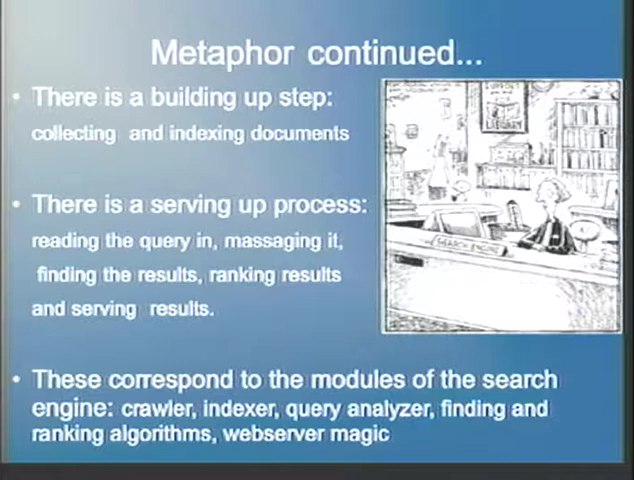 Metaphor continued...
• There is a building up step:
collecting and indexing documents
• There is a serving up process:
reading the query in, massaging it,
finding the results, ranking results
and serving results.
SUPPORT
LIBRARY
SEARCH ENGINE
• These correspond to the modules of the search
engine: crawler, indexer, query analyzer, finding and
ranking algorithms, webserver magic